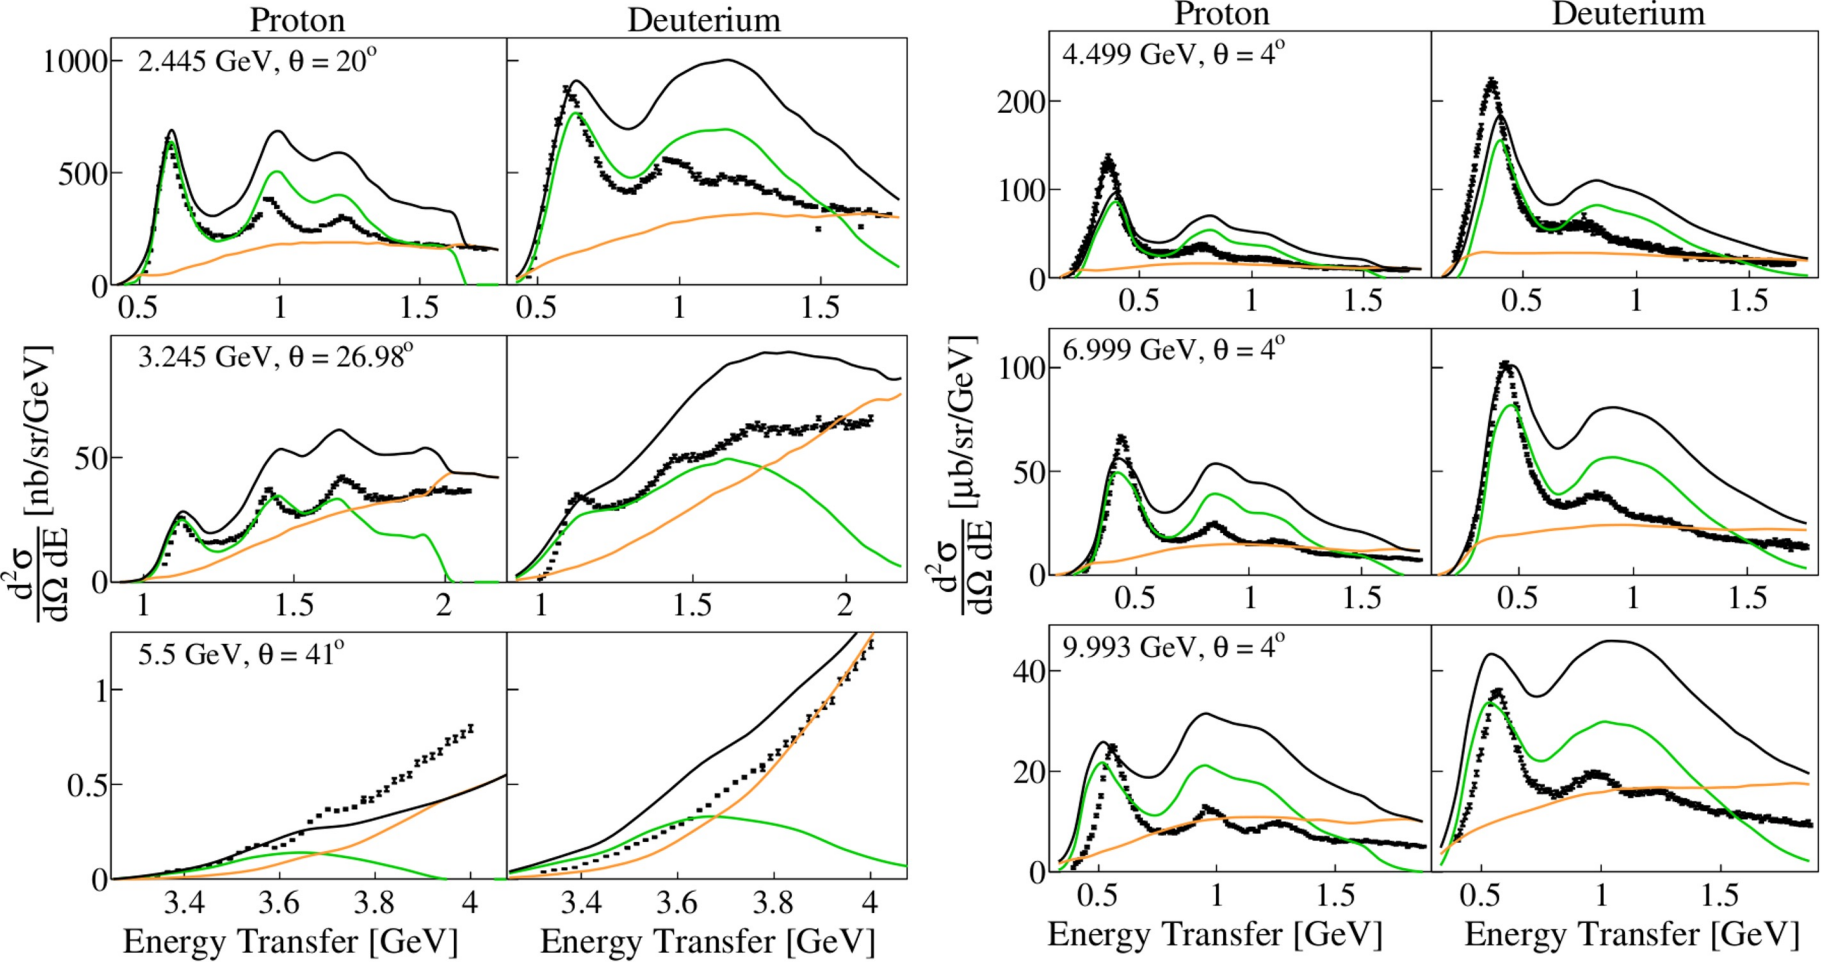 Proton Deuterium
2.445 GeV, θ = 20°
1000
500
0
0.5 1 1.5 0.5 1 1.5
3.245 GeV, θ = 26.98°
50
0
1 1.5 2 1 1.5 2
5.5 GeV, θ = 41°
1
0.5
0
3.4 3.6 3.8 4 3.4 3.6 3.8 4
d²σ
dΩ dE [nb/sr/GeV]
Energy Transfer [GeV] Energy Transfer [GeV]
Proton Deuterium
4.499 GeV, θ = 4°
200
100
0
0.5 1 1.5 0.5 1 1.5
6.999 GeV, θ = 4°
100
50
0
0.5 1 1.5 0.5 1 1.5
9.993 GeV, θ = 4°
40
20
0
0.5 1 1.5 0.5 1 1.5
d²σ
dΩ dE [μb/sr/GeV]
Energy Transfer [GeV] Energy Transfer [GeV]